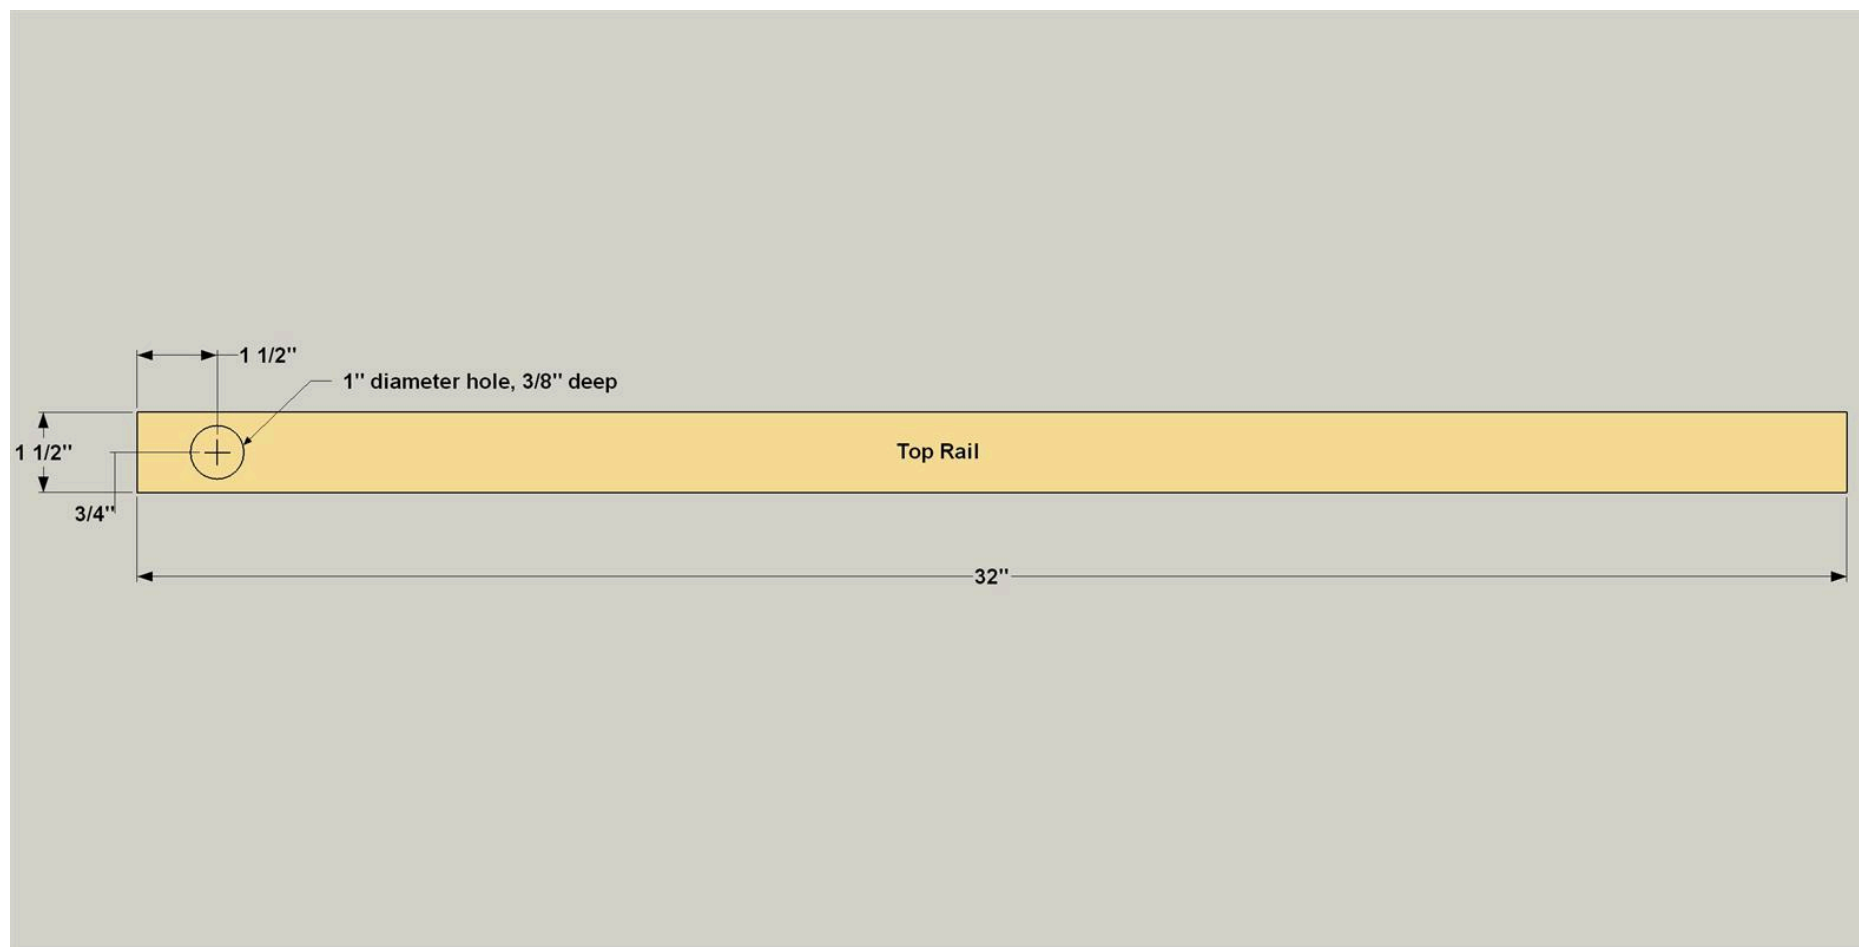 1 1/2"
1" diameter hole, 3/8" deep
1 1/2"
Top Rail
3/4"
32"